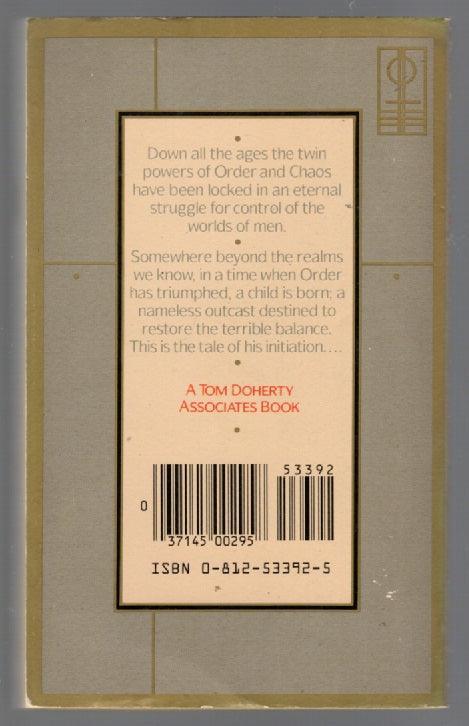 Down all the ages the twin
powers of Order and Chaos
have been locked in an eternal
struggle for control of the
worlds of men.
Somewhere beyond the realms
we know, in a time when Order
has triumphed, a child is born; a
nameless outcast destined to
restore the terrible balance.
This is the tale of his initiation....
A TOM DOHERTY
ASSOCIATES BOOK
53392
0
37145 00295
ISBN 0-812-53392-5